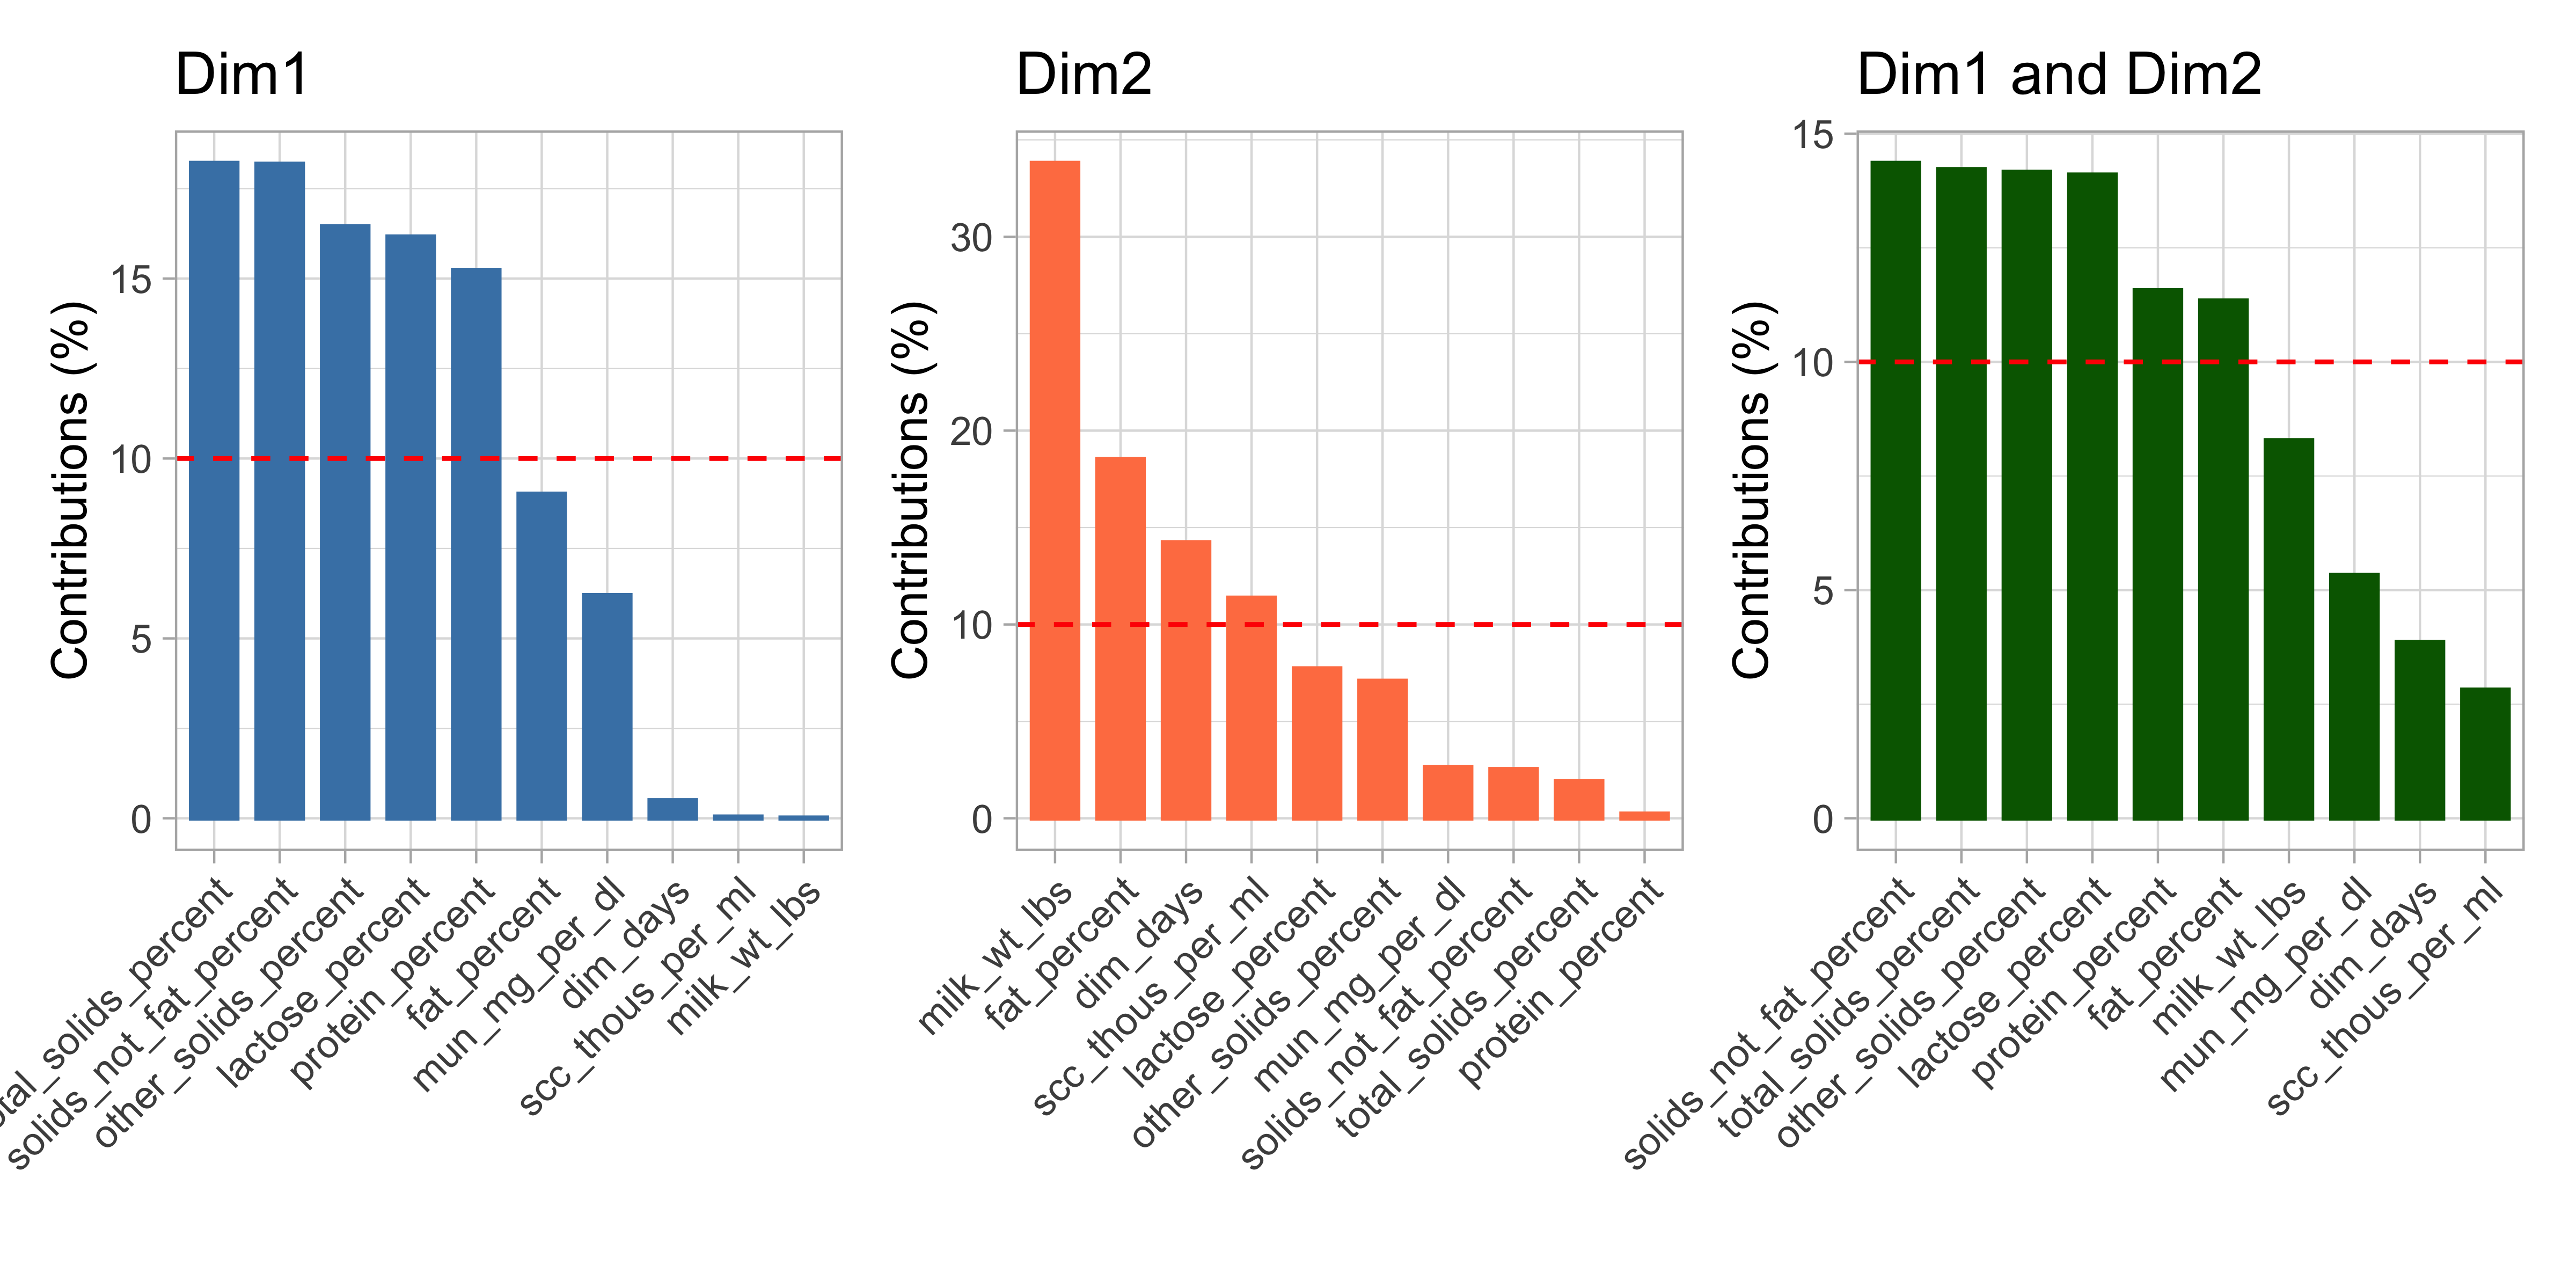 Dim1
Contributions (%)
15
10
5
0
otal_solids_percent
solids_not_fat_percent
other_solids_percent
lactose_percent
protein_percent
fat_percent
mun_mg_per_dl
dim_days
scc_thous_per_ml
milk_wt_lbs
Dim2
Contributions (%)
30
20
10
0
milk_wt_lbs
fat_percent
dim_days
scc_thous_per_ml
lactose_percent
other_solids_percent
mun_mg_per_dl
solids_not_fat_percent
total_solids_percent
protein_percent
Dim1 and Dim2
Contributions (%)
15
10
5
0
solids_not_fat_percent
total_solids_percent
other_solids_percent
lactose_percent
protein_percent
fat_percent
milk_wt_lbs
mun_mg_per_dl
dim_days
scc_thous_per_ml